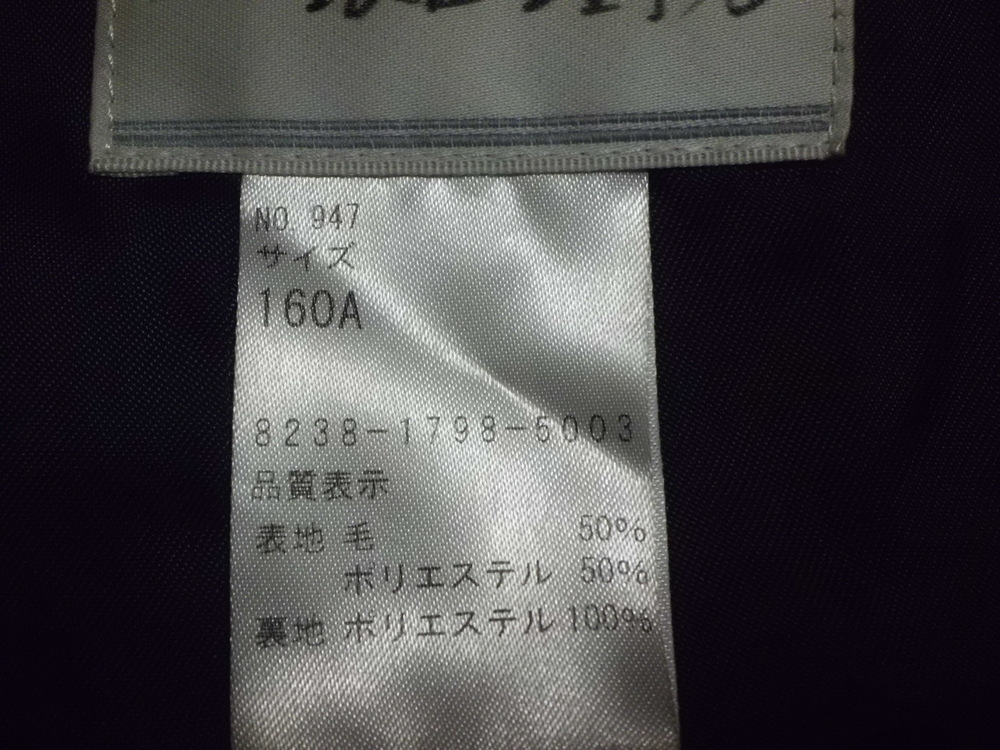 NO 947
サイズ
160A
8238-1798-5003
品質表示
表地 毛 50%
ポリエステル 50%
裏地 ポリエステル 100%